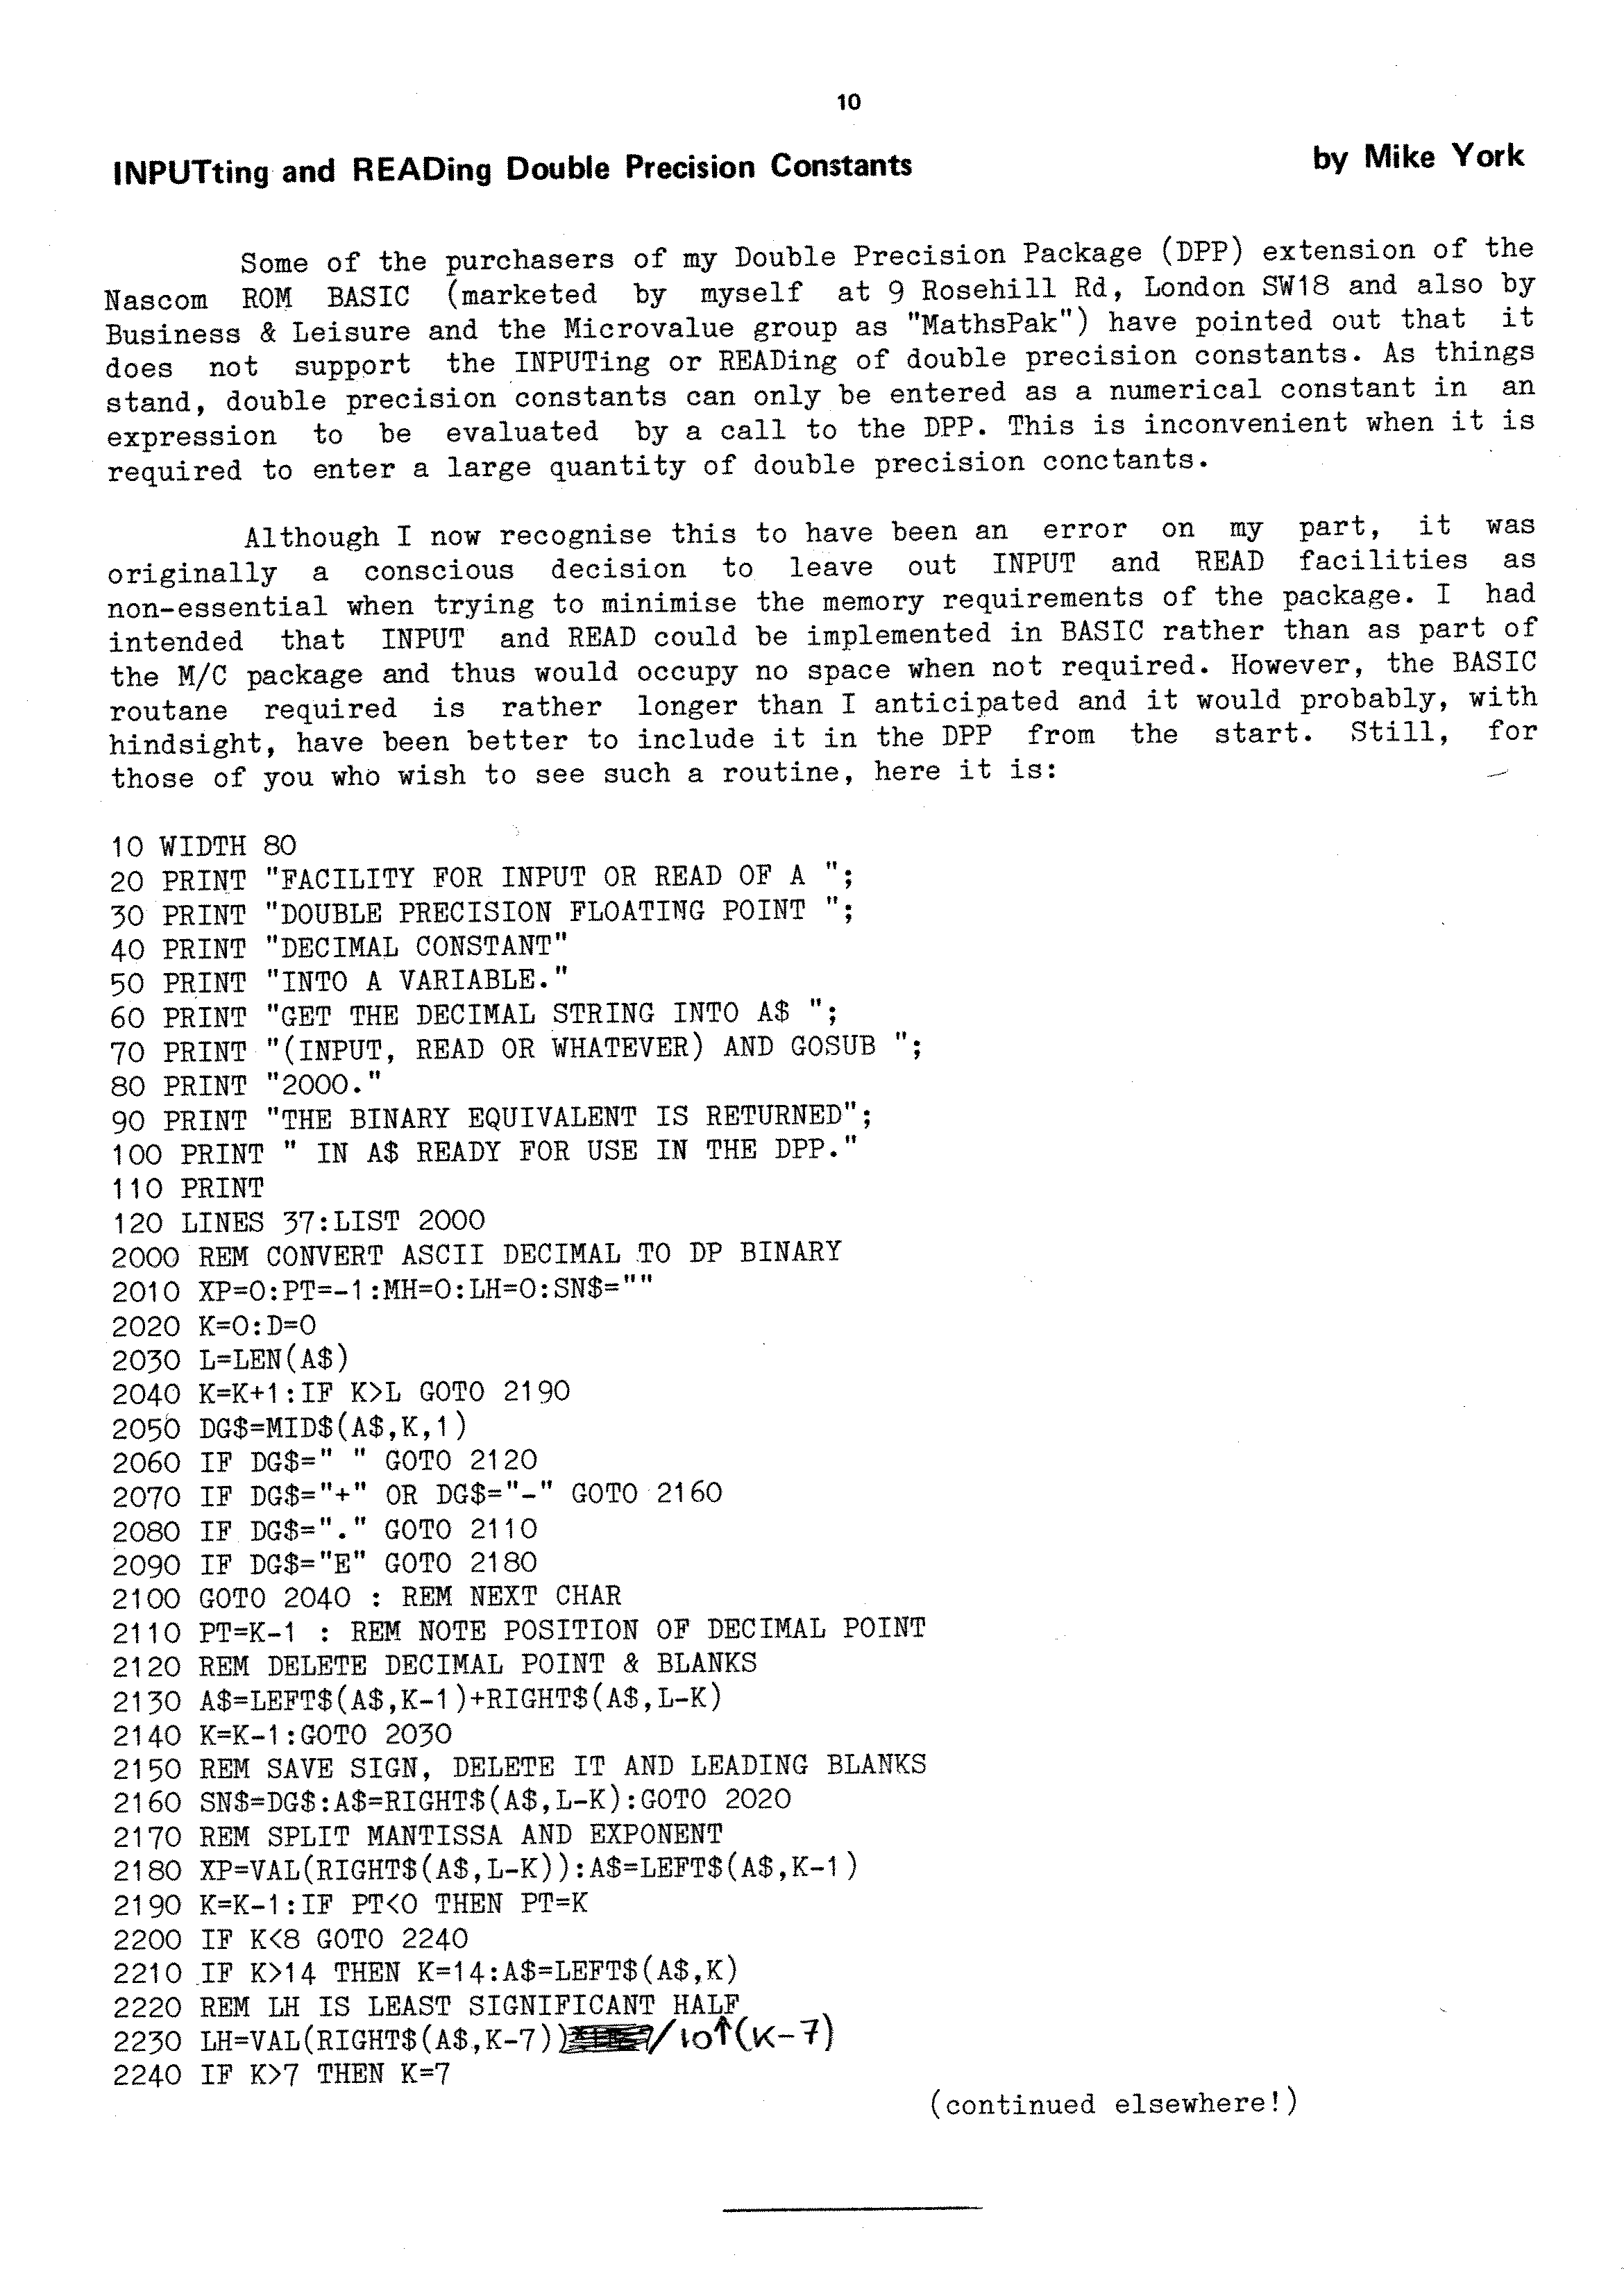 10
INPUTting and READing Double Precision Constants by Mike York
Some of the purchasers of my Double Precision Package (DPP) extension of the
Nascom ROM BASIC (marketed by myself at 9 Rosehill Rd, London SW18 and also by
Business & Leisure and the Microvalue group as "MathsPak") have pointed out that it
does not support the INPUTing or READing of double precision constants. As things
stand, double precision constants can only be entered as a numerical constant in an
expression to be evaluated by a call to the DPP. This is inconvenient when it is
required to enter a large quantity of double precision conctants.
Although I now recognise this to have been an error on my part, it was
originally a conscious decision to leave out INPUT and READ facilities as
non-essential when trying to minimise the memory requirements of the package. I had
intended that INPUT and READ could be implemented in BASIC rather than as part of
the M/C package and thus would occupy no space when not required. However, the BASIC
routane required is rather longer than I anticipated and it would probably, with
hindsight, have been better to include it in the DPP from the start. Still, for
those of you who wish to see such a routine, here it is:
10 WIDTH 80
20 PRINT "FACILITY FOR INPUT OR READ OF A ";
30 PRINT "DOUBLE PRECISION FLOATING POINT ";
40 PRINT "DECIMAL CONSTANT"
50 PRINT "INTO A VARIABLE."
60 PRINT "GET THE DECIMAL STRING INTO A$ ";
70 PRINT "(INPUT, READ OR WHATEVER) AND GOSUB ";
80 PRINT "2000."
90 PRINT "THE BINARY EQUIVALENT IS RETURNED";
100 PRINT " IN A$ READY FOR USE IN THE DPP."
110 PRINT
120 LINES 37:LIST 2000
2000 REM CONVERT ASCII DECIMAL TO DP BINARY
2010 XP=0:PT=-1:MH=0:LH=0:SN$=""
2020 K=0:D=0
2030 L=LEN(A$)
2040 K=K+1:IF K>L GOTO 2190
2050 DG$=MID$(A$,K,1)
2060 IF DG$=" " GOTO 2120
2070 IF DG$="+" OR DG$="-" GOTO 2160
2080 IF DG$="." GOTO 2110
2090 IF DG$="E" GOTO 2180
2100 GOTO 2040 : REM NEXT CHAR
2110 PT=K-1 : REM NOTE POSITION OF DECIMAL POINT
2120 REM DELETE DECIMAL POINT & BLANKS
2130 A$=LEFT$(A$,K-1)+RIGHT$(A$,L-K)
2140 K=K-1:GOTO 2030
2150 REM SAVE SIGN, DELETE IT AND LEADING BLANKS
2160 SN$=DG$:A$=RIGHT$(A$,L-K):GOTO 2020
2170 REM SPLIT MANTISSA AND EXPONENT
2180 XP=VAL(RIGHT$(A$,L-K)):A$=LEFT$(A$,K-1)
2190 K=K-1:IF PT<0 THEN PT=K
2200 IF K<8 GOTO 2240
2210 IF K>14 THEN K=14:A$=LEFT$(A$,K)
2220 REM LH IS LEAST SIGNIFICANT HALF
2230 LH=VAL(RIGHT$(A$,K-7))/10↑(K-7)
2240 IF K>7 THEN K=7
(continued elsewhere!)